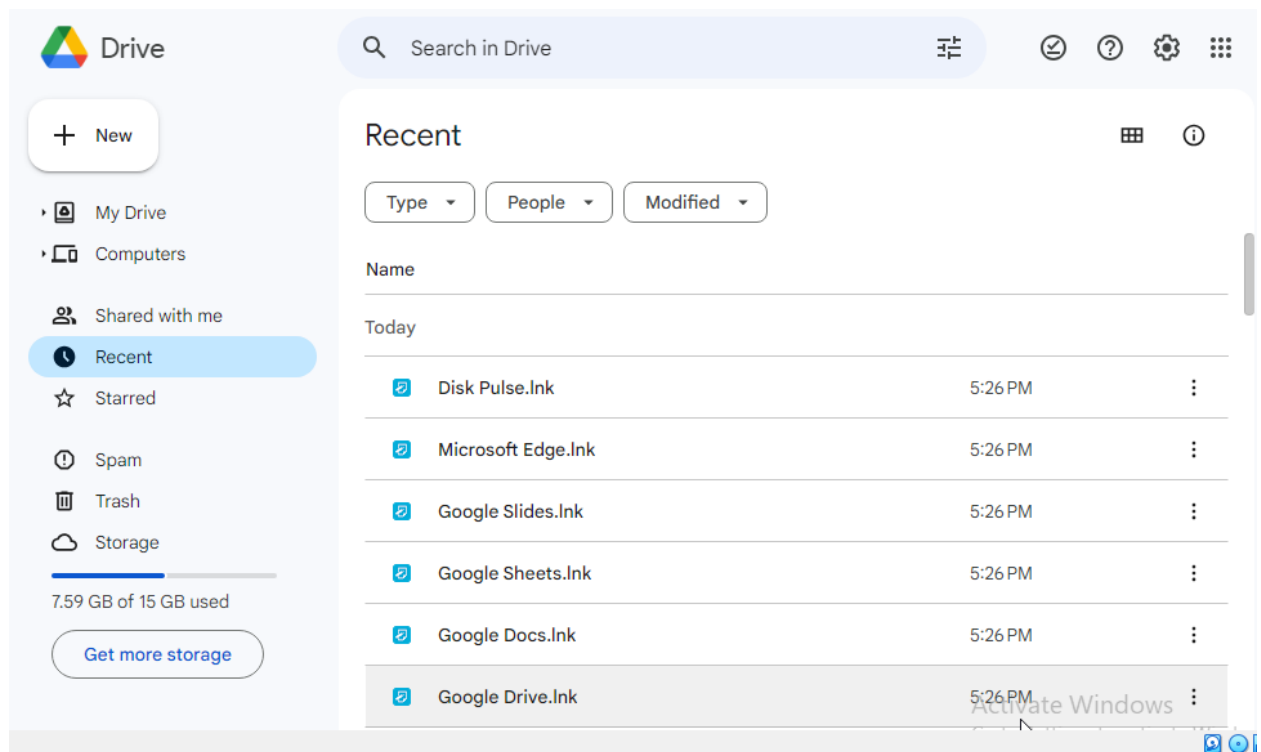 Drive
Search in Drive
New
My Drive
Computers
Shared with me
Recent
Starred
Spam
Trash
Storage
7.59 GB of 15 GB used
Get more storage
Recent
Type People Modified
Name
Today
Disk Pulse.lnk 5:26 PM
Microsoft Edge.lnk 5:26 PM
Google Slides.lnk 5:26 PM
Google Sheets.lnk 5:26 PM
Google Docs.lnk 5:26 PM
Google Drive.lnk 5:26 PM
Activate Windows